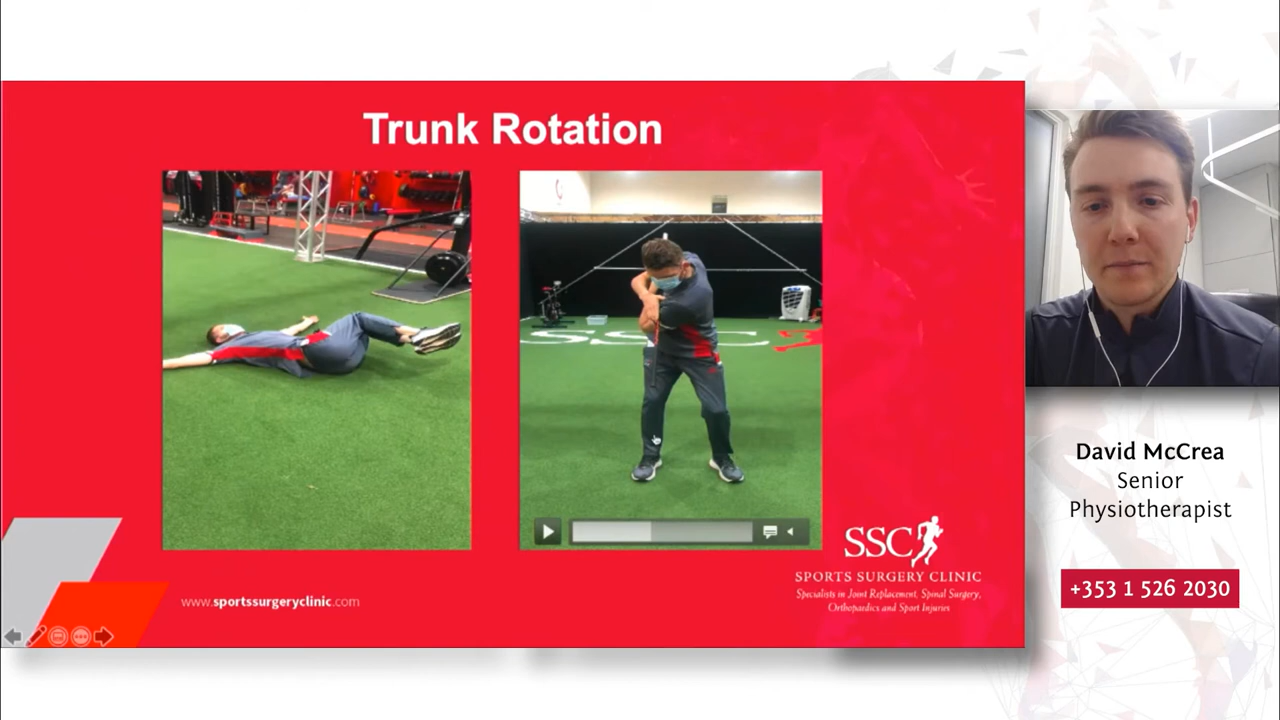 Trunk Rotation
SSC
SSC
SPORTS SURGERY CLINIC
Specialists in Joint Replacement, Spinal Surgery,
Orthopaedics and Sport Injuries
www.sportssurgeryclinic.com
David McCrea
Senior
Physiotherapist
+353 1 526 2030